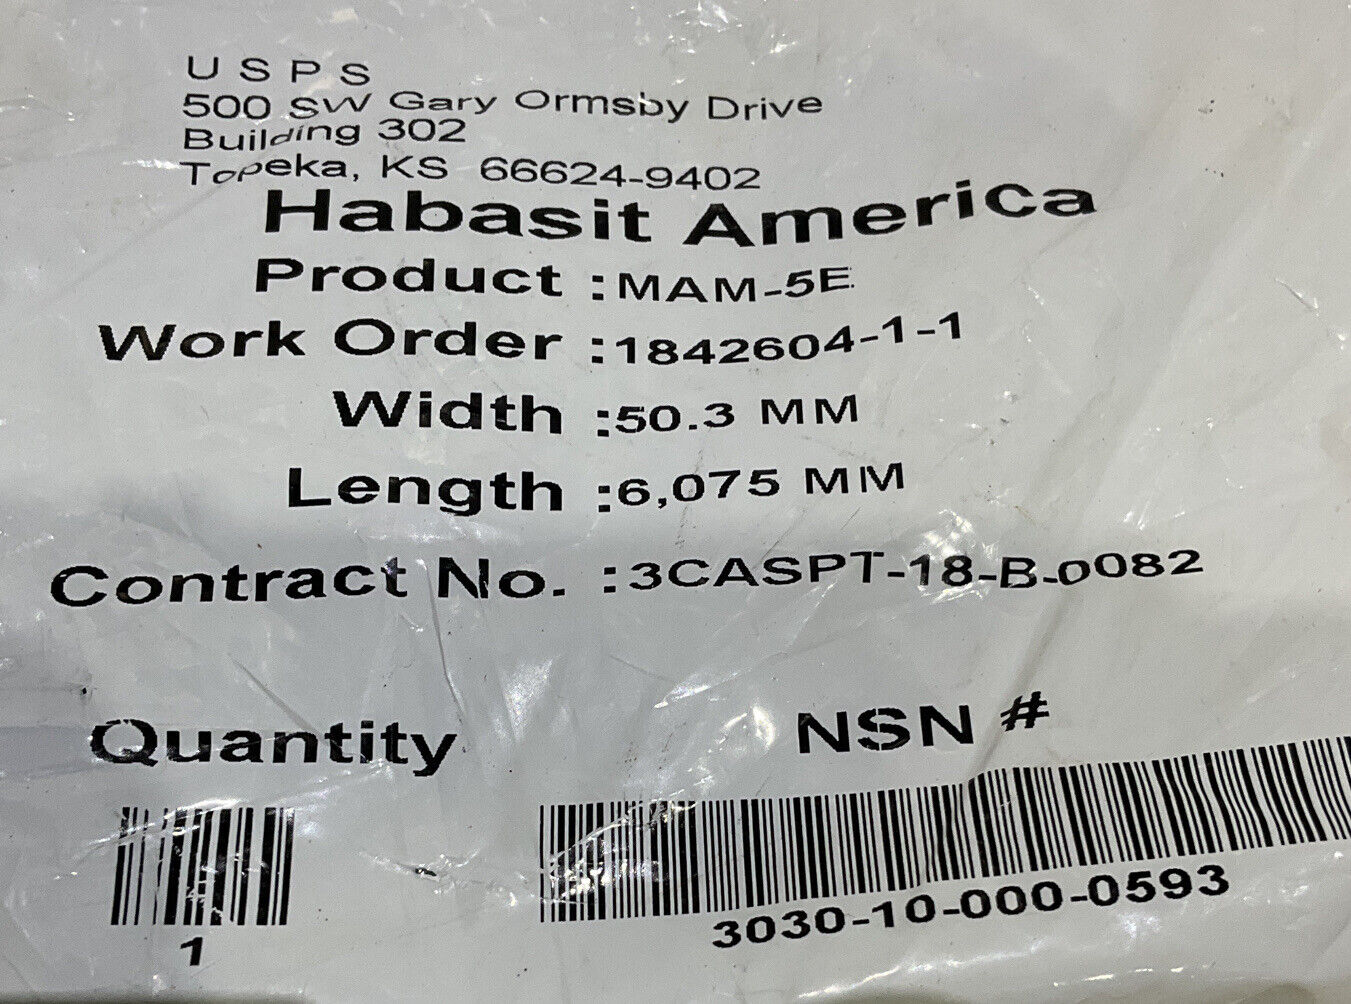 U S P S
500 SW Gary Ormsby Drive
Building 302
Topeka, KS 66624-9402
Habasit America
Product :MAM-5E
Work Order :1842604-1-1
Width :50.3 MM
Length :6,075 MM
Contract No. :3CASPT-18-B-0082
Quantity NSN #
1 3030-10-000-0593